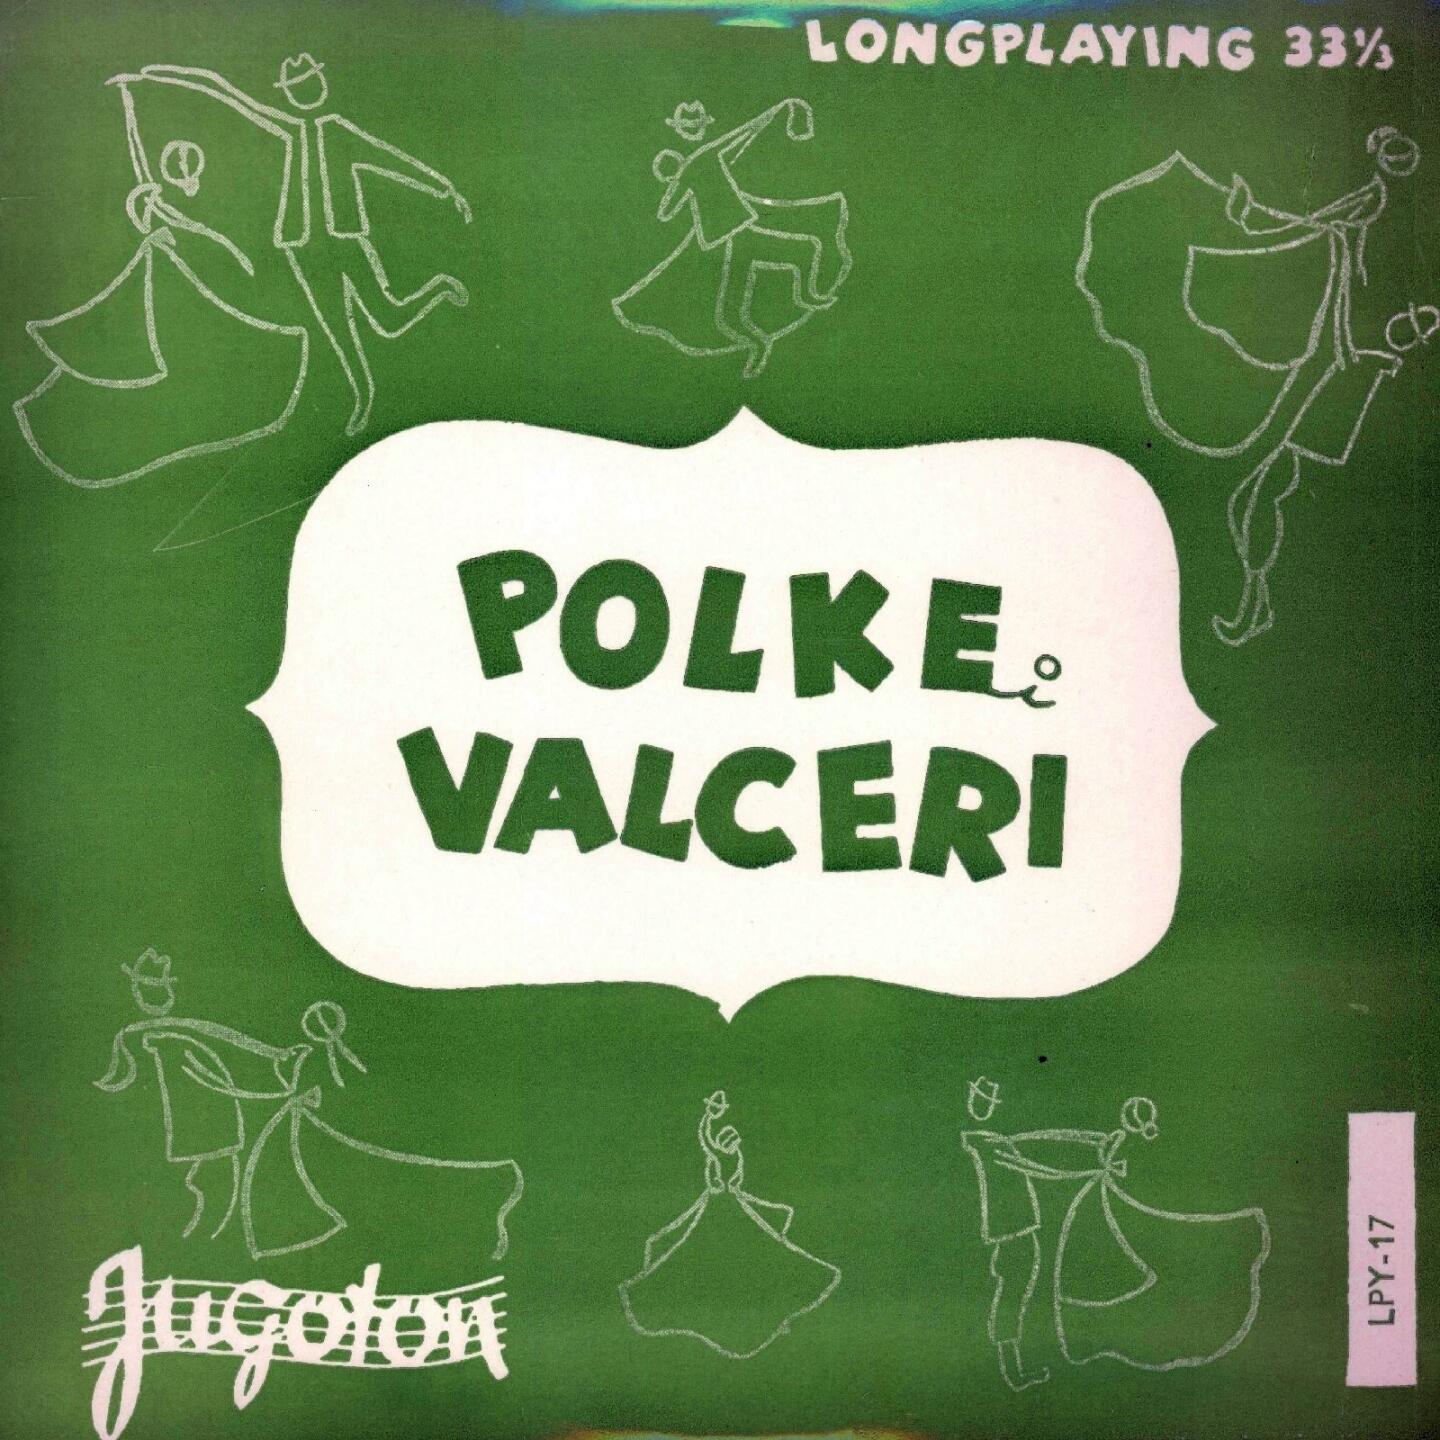 LONGPLAYING 33⅓
POLKE i
VALCERI
Jugoton
LPY-17